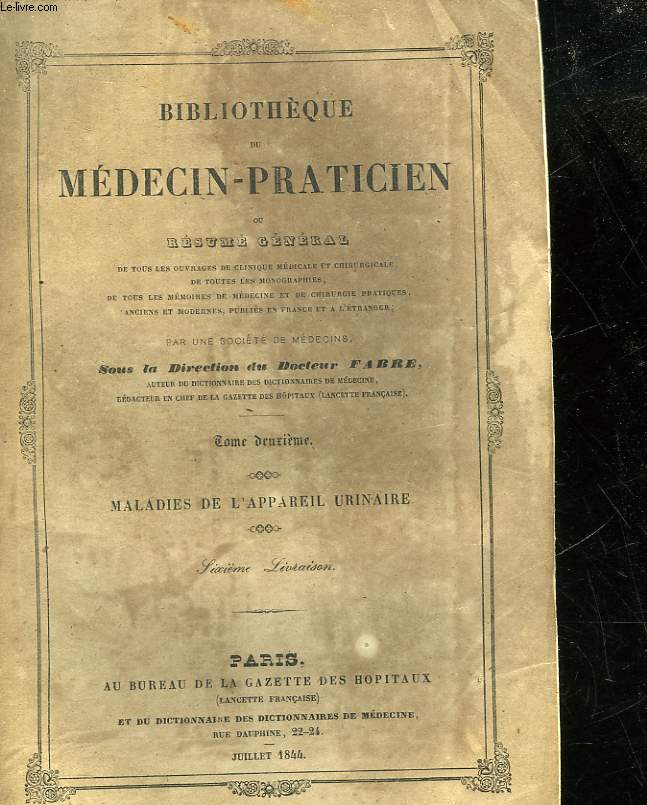 Le-livre.com
BIBLIOTHÈQUE
DU
MÉDECIN-PRATICIEN
OU
RÉSUMÉ GÉNÉRAL
DE TOUS LES OUVRAGES DE CLINIQUE MÉDICALE ET CHIRURGICALE,
DE TOUTES LES MONOGRAPHIES,
DE TOUS LES MÉMOIRES DE MÉDECINE ET DE CHIRURGIE PRATIQUES,
ANCIENS ET MODERNES, PUBLIÉS EN FRANCE ET A L'ÉTRANGER;
PAR UNE SOCIÉTÉ DE MÉDECINS,
Sous la Direction du Docteur FABRE,
AUTEUR DU DICTIONNAIRE DES DICTIONNAIRES DE MÉDECINE,
RÉDACTEUR EN CHEF DE LA GAZETTE DES HÔPITAUX (LANCETTE FRANÇAISE).
Tome deuxième.
MALADIES DE L'APPAREIL URINAIRE
Sixième Livraison.
PARIS,
AU BUREAU DE LA GAZETTE DES HOPITAUX
(LANCETTE FRANÇAISE)
ET DU DICTIONNAIRE DES DICTIONNAIRES DE MÉDECINE,
RUE DAUPHINE, 22-24.
JUILLET 1844.